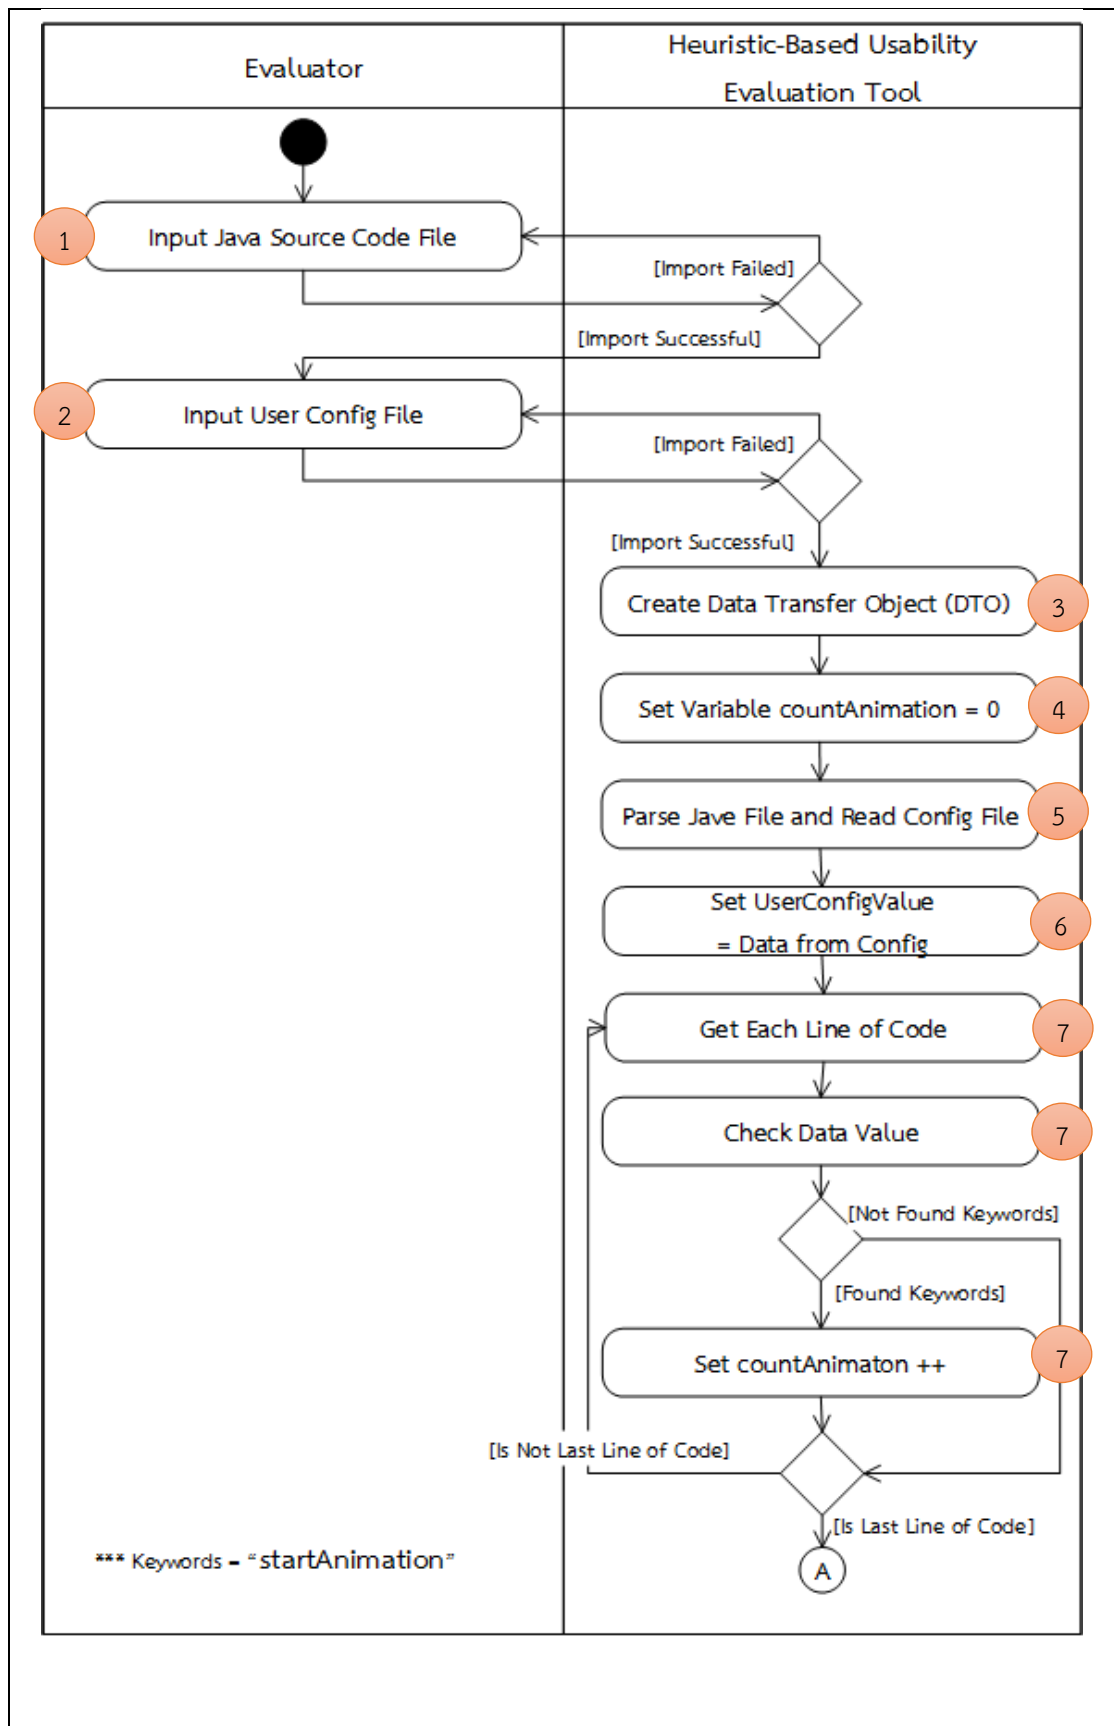 Evaluator
Heuristic-Based Usability
Evaluation Tool
1
Input Java Source Code File
[Import Failed]
[Import Successful]
2
Input User Config File
[Import Failed]
[Import Successful]
Create Data Transfer Object (DTO)
3
Set Variable countAnimation = 0
4
Parse Jave File and Read Config File
5
Set UserConfigValue
= Data from Config
6
Get Each Line of Code
7
Check Data Value
7
[Not Found Keywords]
[Found Keywords]
Set countAnimaton ++
7
[Is Not Last Line of Code]
[Is Last Line of Code]
*** Keywords = “startAnimation”
A